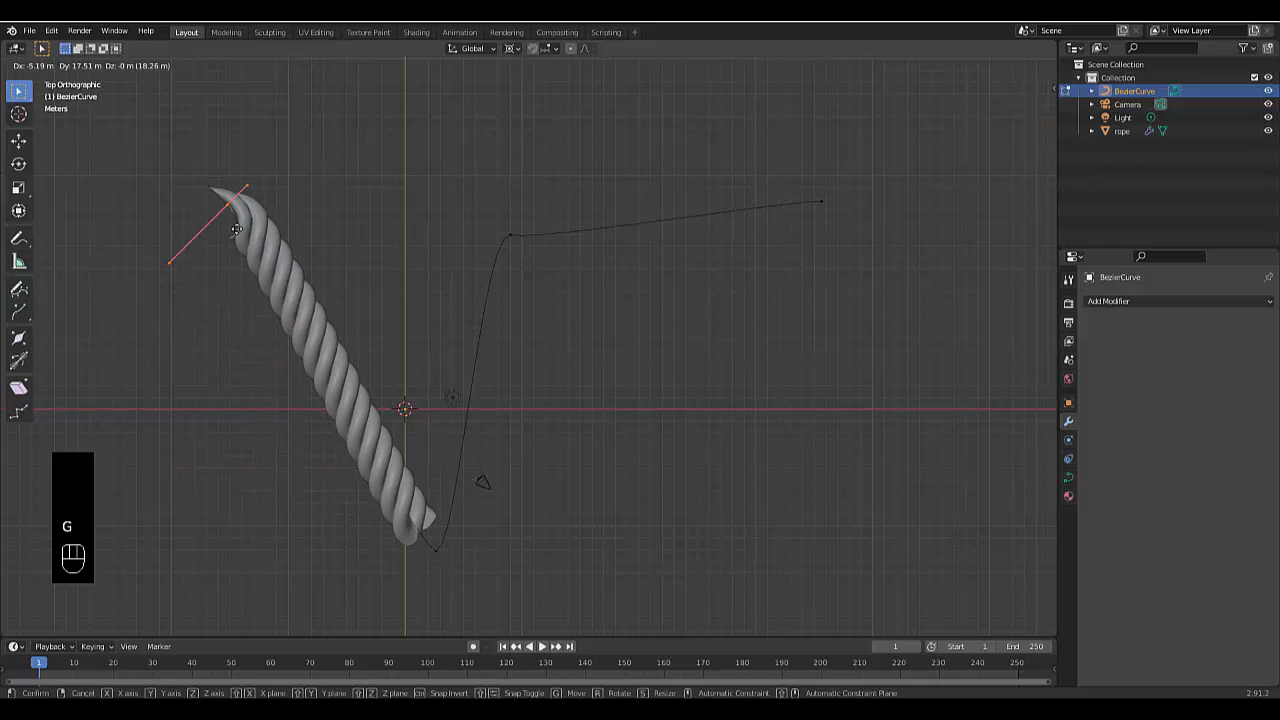 File Edit Render Window Help Layout Modeling Sculpting UV Editing Texture Paint Shading Animation Rendering Compositing Scripting + Scene View Layer
Global
Dx: -5.19 m Dy: 17.51 m Dz: -0 m (18.26 m)
Top Orthographic
(1) BezierCurve
Meters
Scene Collection
Collection
BezierCurve
Camera
Light
rope
BezierCurve
Add Modifier
G
Playback Keying View Marker 1 Start 1 End 250
1 10 20 30 40 50 60 70 80 90 100 110 120 130 140 150 160 170 180 190 200 210 220 230 240 250
Confirm Cancel X X axis Y Y axis Z Z axis X X plane Y Y plane Z Z plane Snap Invert Snap Toggle G Move R Rotate S Resize Automatic Constraint Automatic Constraint Plane 2.91.2